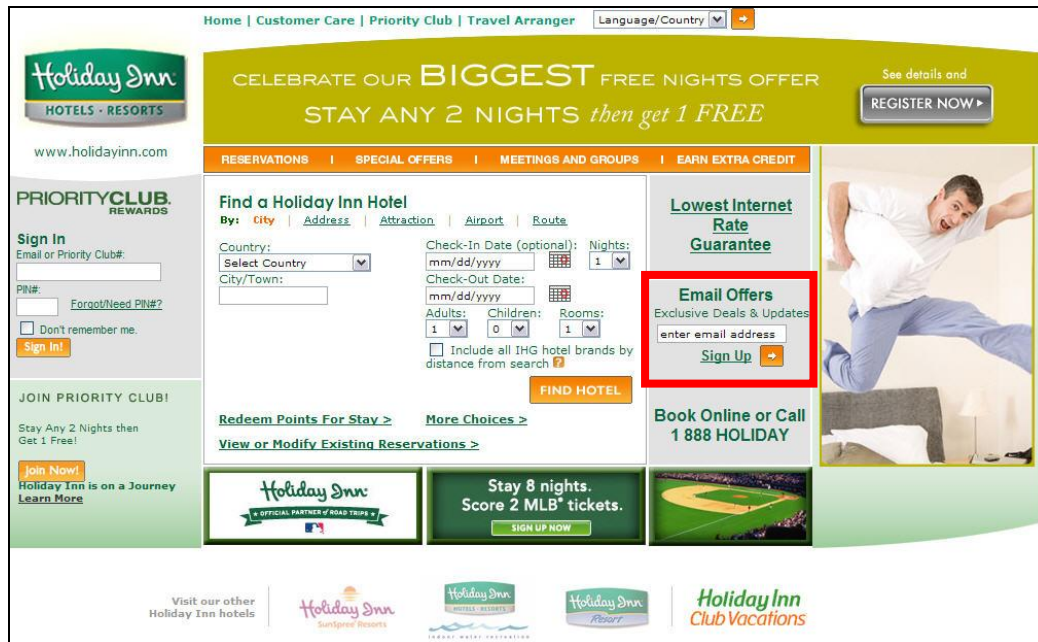 Home | Customer Care | Priority Club | Travel Arranger
Language/Country
Holiday Inn
HOTELS · RESORTS
www.holidayinn.com
CELEBRATE OUR BIGGEST FREE NIGHTS OFFER
STAY ANY 2 NIGHTS then get 1 FREE
See details and
REGISTER NOW
RESERVATIONS | SPECIAL OFFERS | MEETINGS AND GROUPS | EARN EXTRA CREDIT
PRIORITYCLUB.
REWARDS
Sign In
Email or Priority Club#:
PIN#:
Forgot/Need PIN#?
Don't remember me.
Sign In!
JOIN PRIORITY CLUB!
Stay Any 2 Nights then
Get 1 Free!
Join Now!
Holiday Inn is on a Journey
Learn More
Find a Holiday Inn Hotel
By: City | Address | Attraction | Airport | Route
Country:
Select Country
City/Town:
Check-In Date (optional): Nights:
mm/dd/yyyy 1
Check-Out Date:
mm/dd/yyyy
Adults: Children: Rooms:
1 0 1
Include all IHG hotel brands by
distance from search ?
FIND HOTEL
Redeem Points For Stay >
More Choices >
View or Modify Existing Reservations >
Lowest Internet
Rate
Guarantee
Email Offers
Exclusive Deals & Updates
enter email address
Sign Up
Book Online or Call
1 888 HOLIDAY
Holiday Inn
OFFICIAL PARTNER of ROAD TRIPS
Stay 8 nights.
Score 2 MLB® tickets.
SIGN UP NOW
Visit our other
Holiday Inn hotels
Holiday Inn
SunSpree Resorts
Holiday Inn
HOTELS · RESORTS
indoor water recreation
Holiday Inn
Resort
Holiday Inn
Club Vacations